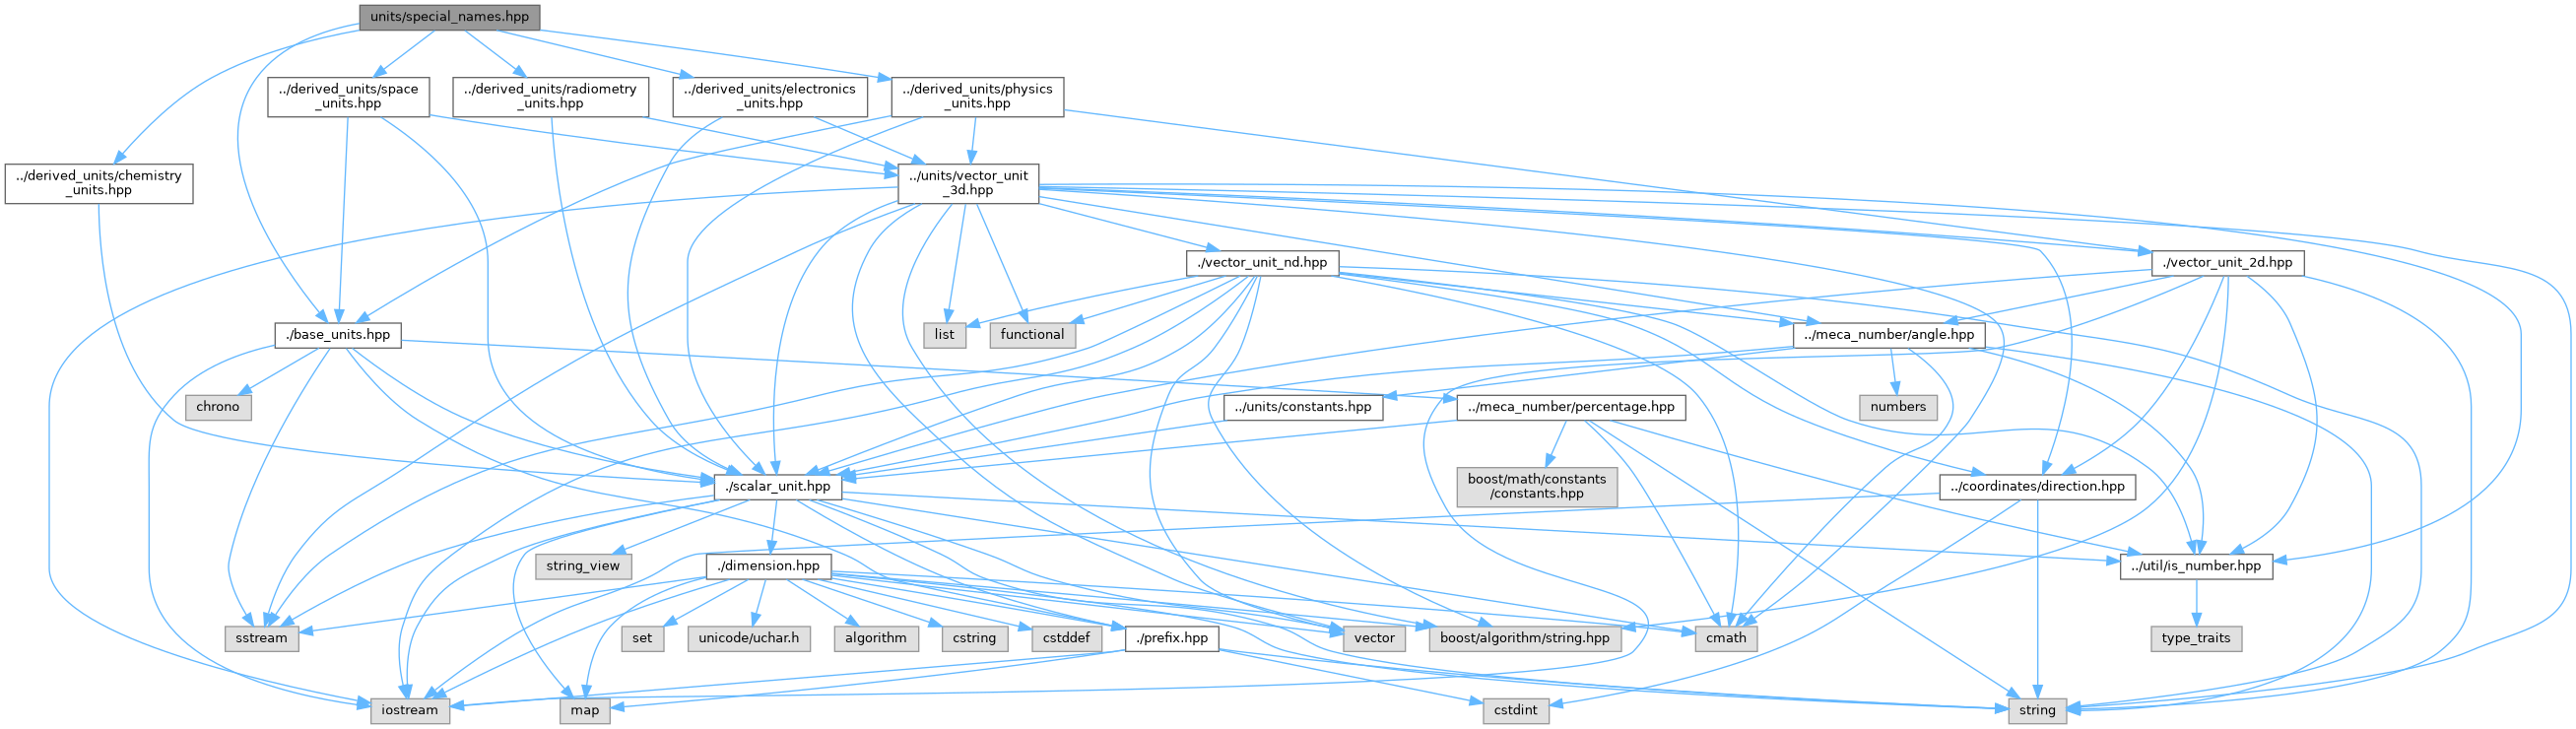 units/special_names.hpp
../derived_units/space
_units.hpp
../derived_units/radiometry
_units.hpp
../derived_units/electronics
_units.hpp
../derived_units/physics
_units.hpp
../derived_units/chemistry
_units.hpp
../units/vector_unit
_3d.hpp
./vector_unit_nd.hpp
./vector_unit_2d.hpp
./base_units.hpp
list
functional
../meca_number/angle.hpp
chrono
../units/constants.hpp
../meca_number/percentage.hpp
numbers
./scalar_unit.hpp
boost/math/constants
/constants.hpp
../coordinates/direction.hpp
string_view
./dimension.hpp
../util/is_number.hpp
sstream
set
unicode/uchar.h
algorithm
cstring
cstddef
./prefix.hpp
vector
boost/algorithm/string.hpp
cmath
type_traits
iostream
map
cstdint
string